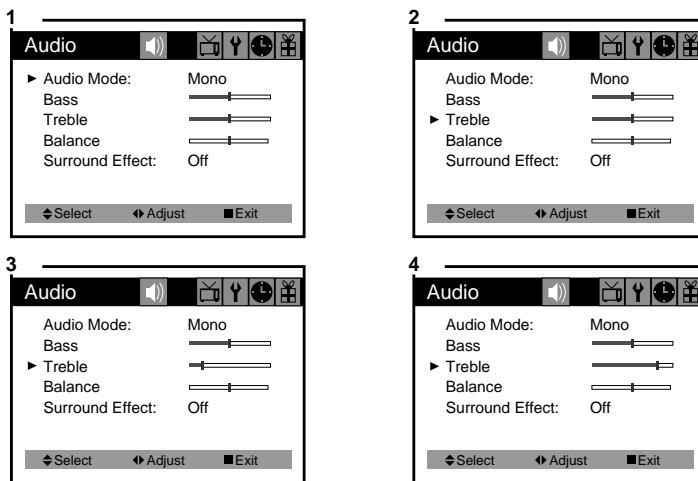 1
Audio
Audio Mode: Mono
Bass
Treble
Balance
Surround Effect: Off
Select Adjust Exit
2
Audio
Audio Mode: Mono
Bass
Treble
Balance
Surround Effect: Off
Select Adjust Exit
3
Audio
Audio Mode: Mono
Bass
Treble
Balance
Surround Effect: Off
Select Adjust Exit
4
Audio
Audio Mode: Mono
Bass
Treble
Balance
Surround Effect: Off
Select Adjust Exit